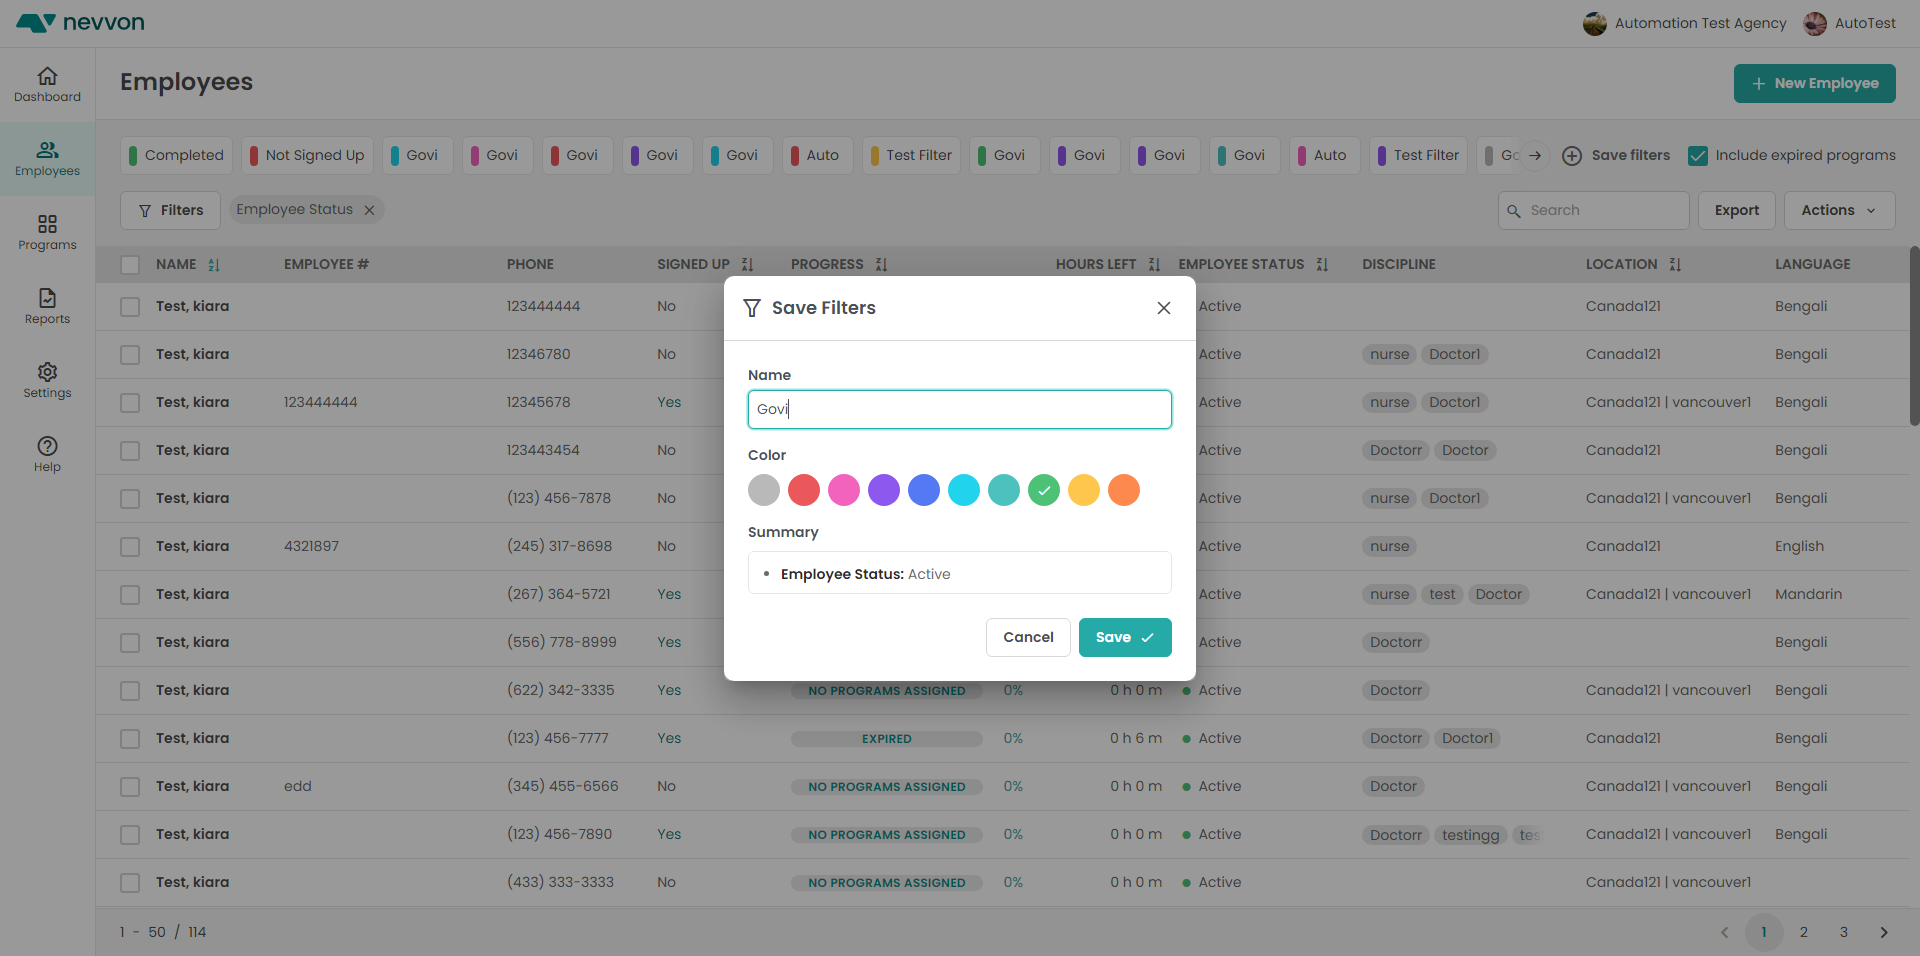 nevvon
Automation Test Agency AutoTest
Dashboard
Employees
Programs
Reports
Settings
Help
Employees
New Employee
Completed Not Signed Up Govi Govi Govi Govi Govi Auto Test Filter Govi Govi Govi Govi Auto Test Filter Save filters Include expired programs
Filters Employee Status Search Export Actions
NAME EMPLOYEE # PHONE SIGNED UP PROGRESS HOURS LEFT EMPLOYEE STATUS DISCIPLINE LOCATION LANGUAGE
Test, kiara 123444444 No Active Canada121 Bengali
Test, kiara 12346780 No Active nurse Doctor1 Canada121 Bengali
Test, kiara 123444444 12345678 Yes Active nurse Doctor1 Canada121 | vancouver1 Bengali
Test, kiara 123443454 No Active Doctorr Doctor Canada121 Bengali
Test, kiara (123) 456-7878 No Active nurse Doctor1 Canada121 | vancouver1 Bengali
Test, kiara 4321897 (245) 317-8698 No Active nurse Canada121 English
Test, kiara (267) 364-5721 Yes Active nurse test Doctor Canada121 | vancouver1 Mandarin
Test, kiara (556) 778-8999 Yes Active Doctorr Bengali
Test, kiara (622) 342-3335 Yes NO PROGRAMS ASSIGNED 0% 0 h 0 m Active Doctorr Canada121 | vancouver1 Bengali
Test, kiara (123) 456-7777 Yes EXPIRED 0% 0 h 6 m Active Doctorr Doctor1 Canada121 Bengali
Test, kiara edd (345) 455-6566 No NO PROGRAMS ASSIGNED 0% 0 h 0 m Active Doctor Canada121 Bengali
Test, kiara (123) 456-7890 Yes NO PROGRAMS ASSIGNED 0% 0 h 0 m Active Doctorr testingg Canada121 | vancouver1 Bengali
Test, kiara (433) 333-3333 No NO PROGRAMS ASSIGNED 0% 0 h 0 m Active Canada121 | vancouver1
1 - 50 / 114 1 2 3
Save Filters
Name
Govi
Color
Summary
• Employee Status: Active
Cancel Save